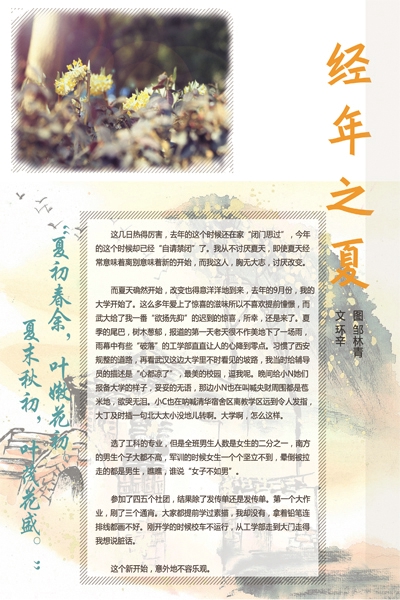 经年之夏
图 邹林青
文 环辛
“夏初春余,叶嫩花初。
夏末秋初,叶残花盛。”
这几日热得厉害,去年的这个时候还在家“闭门思过”,今年
的这个时候却已经“自请禁闭”了。我从不讨厌夏天,即使夏天经
常意味着离别意味着新的开始,而我这人,胸无大志,讨厌改变。
而夏天确然开始,改变也得意洋洋地到来,去年的9月份,我的
大学开始了。这么多年爱上了惊喜的滋味所以不喜欢提前憧憬,而
武大给了我一番“欲扬先抑”的迟到的惊喜,所幸,还是来了。夏
季的尾巴,树木葱郁,报道的第一天老天很不作美地下了一场雨,
雨幕中有些“破落”的工学部直直让人的心降到零点。习惯了西安
规整的道路,再看武汉这边大学里不时看见的坡路,我当时给辅导
员的描述是“心都凉了”,最美的校园,逗我呢。晚间给小N她们
报备大学的样子,妥妥的无语,那边小N也在叫喊央财周围都是苞
米地,欲哭无泪。小C也在呐喊清华宿舍区离教学区远到令人发指,
大丁及时插一句北大太小没地儿转啊。大学啊,怎么这样。
选了工科的专业,但是全班男生人数是女生的二分之一,南方
的男生个子大都不高,军训的时候女生一个个坚立不到,晕倒被拉
走的都是男生,瞧瞧,谁说“女子不如男”。
参加了四五个社团,结果除了发传单还是发传单。第一个大作
业,刷了三个通宵。大家都提前学过素描,我却没有,拿着铅笔连
排线都画不好。刚开学的时候校车不运行,从工学部走到大门走得
我想说脏话。
这个新开始,意外地不容乐观。